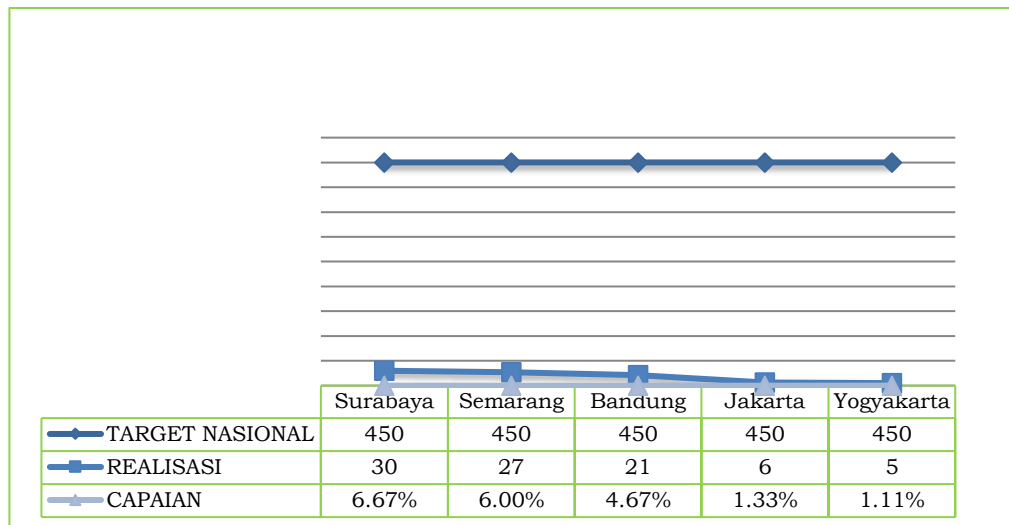 Surabaya Semarang Bandung Jakarta Yogyakarta
TARGET NASIONAL 450 450 450 450 450
REALISASI 30 27 21 6 5
CAPAIAN 6.67% 6.00% 4.67% 1.33% 1.11%